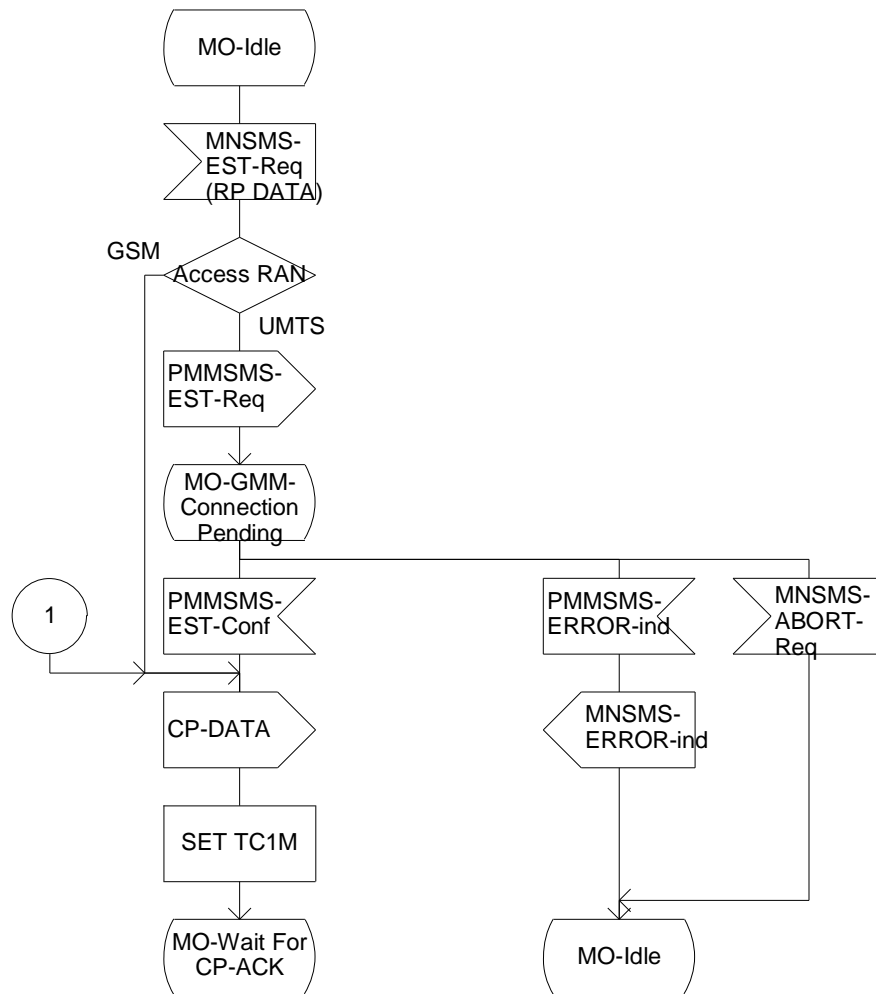 MO-Idle
MNSMS-
EST-Req
(RP DATA)
GSM
Access RAN
UMTS
PMMSMS-
EST-Req
MO-GMM-
Connection
Pending
1
PMMSMS-
EST-Conf
PMMSMS-
ERROR-ind
MNSMS-
ABORT-
Req
CP-DATA
MNSMS-
ERROR-ind
SET TC1M
MO-Wait For
CP-ACK
MO-Idle